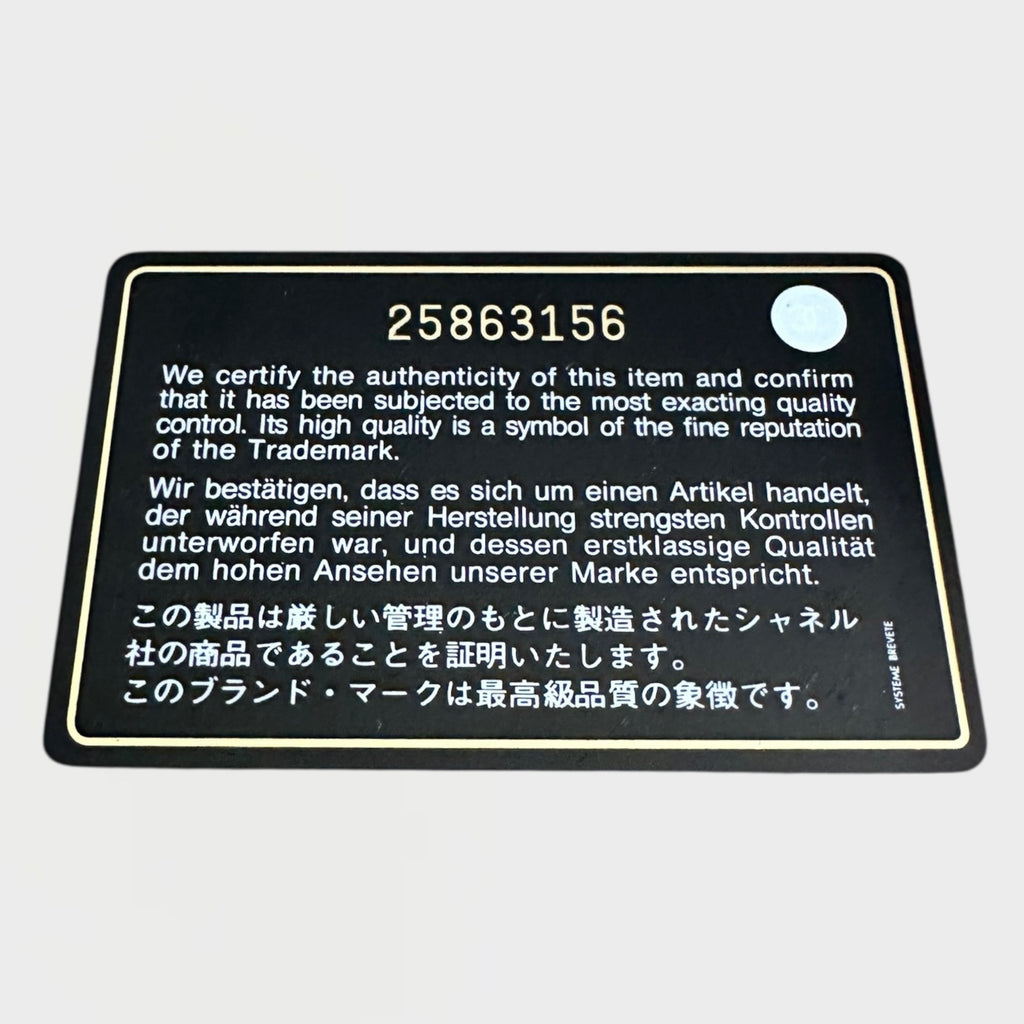 25863156
We certify the authenticity of this item and confirm
that it has been subjected to the most exacting quality
control. Its high quality is a symbol of the fine reputation
of the Trademark.
Wir bestätigen, dass es sich um einen Artikel handelt,
der während seiner Herstellung strengsten Kontrollen
unterworfen war, und dessen erstklassige Qualität
dem hohen Ansehen unserer Marke entspricht.
この製品は厳しい管理のもとに製造されたシャネル
社の商品であることを証明いたします。
このブランド・マークは最高級品質の象徴です。
SYSTEME BREVETE